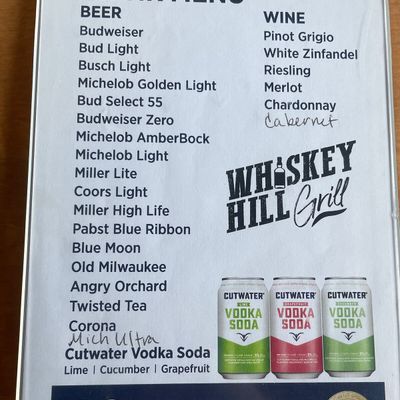 BEER
Budweiser
Bud Light
Busch Light
Michelob Golden Light
Bud Select 55
Budweiser Zero
Michelob AmberBock
Michelob Light
Miller Lite
Coors Light
Miller High Life
Pabst Blue Ribbon
Blue Moon
Old Milwaukee
Angry Orchard
Twisted Tea
Corona
Mich Ultra
Cutwater Vodka Soda
Lime | Cucumber | Grapefruit
WINE
Pinot Grigio
White Zinfandel
Riesling
Merlot
Chardonnay
Cabernet
WHISKEY
HILL Grill
CUTWATER
LIME
VODKA
SODA
CUTWATER
GRAPEFRUIT
VODKA
SODA
CUTWATER
CUCUMBER
VODKA
SODA